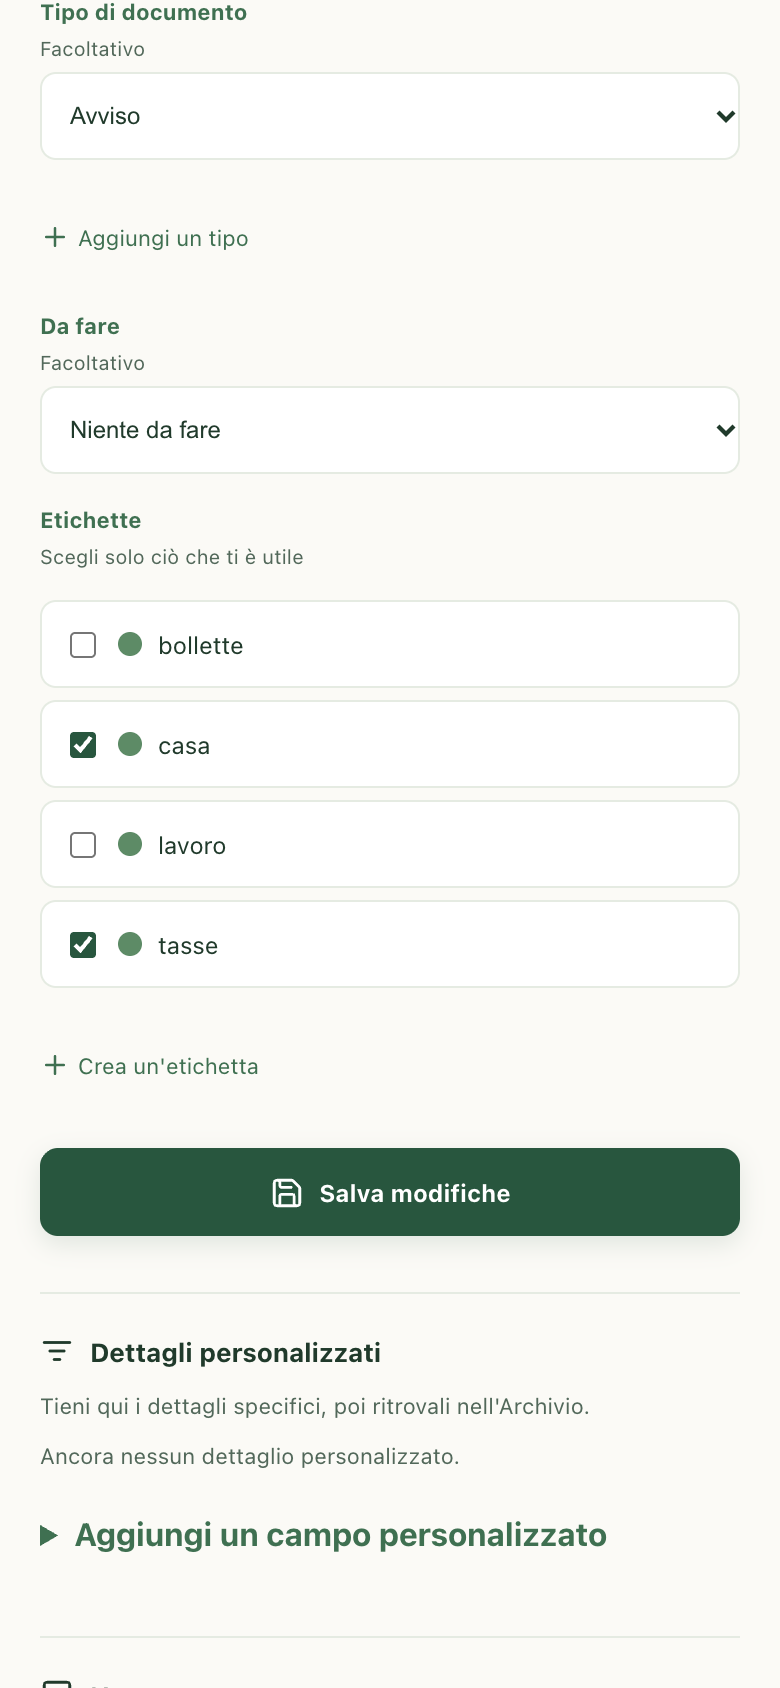 Tipo di documento
Facoltativo
Avviso
Aggiungi un tipo
Da fare
Facoltativo
Niente da fare
Etichette
Scegli solo ciò che ti è utile
bollette
casa
lavoro
tasse
Crea un'etichetta
Salva modifiche
Dettagli personalizzati
Tieni qui i dettagli specifici, poi ritrovali nell'Archivio.
Ancora nessun dettaglio personalizzato.
Aggiungi un campo personalizzato